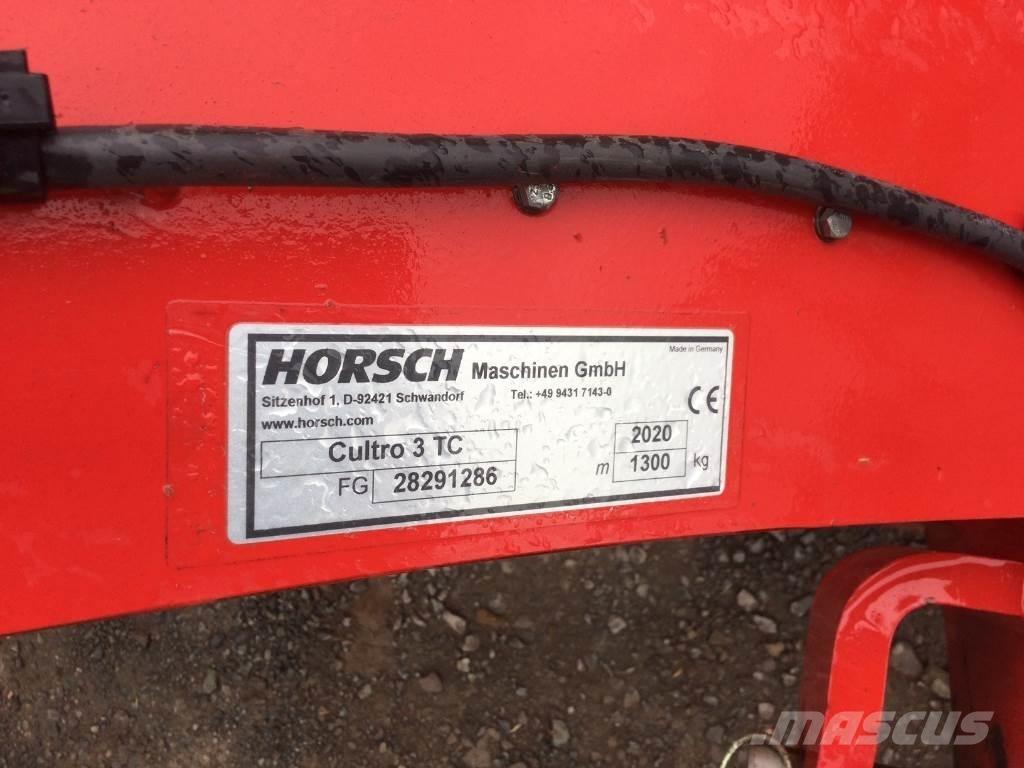 Made in Germany
HORSCH Maschinen GmbH
Sitzenhof 1, D-92421 Schwandorf Tel.: +49 9431 7143-0
www.horsch.com
CE
Cultro 3 TC 2020
FG 28291286 m 1300 kg
MASCUS